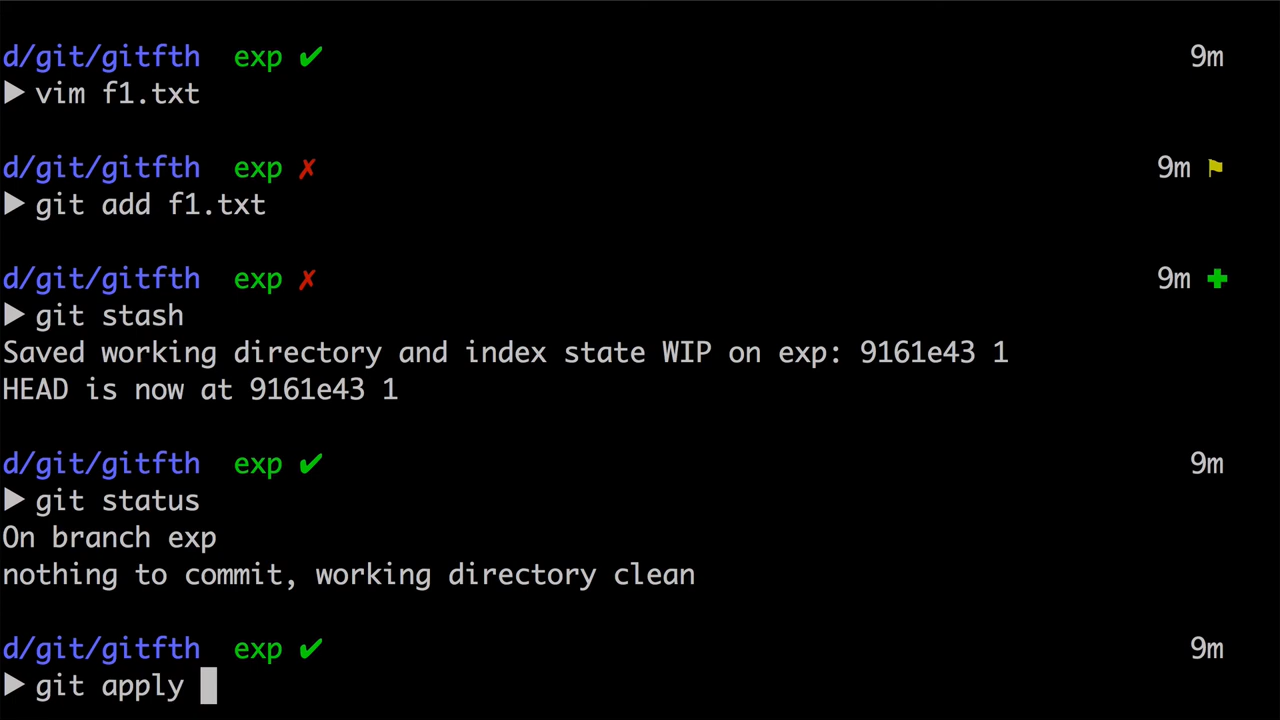 d/git/gitfth exp ✔ 9m
▶ vim f1.txt
d/git/gitfth exp ✗ 9m ⚑
▶ git add f1.txt
d/git/gitfth exp ✗ 9m ✚
▶ git stash
Saved working directory and index state WIP on exp: 9161e43 1
HEAD is now at 9161e43 1
d/git/gitfth exp ✔ 9m
▶ git status
On branch exp
nothing to commit, working directory clean
d/git/gitfth exp ✔ 9m
▶ git apply